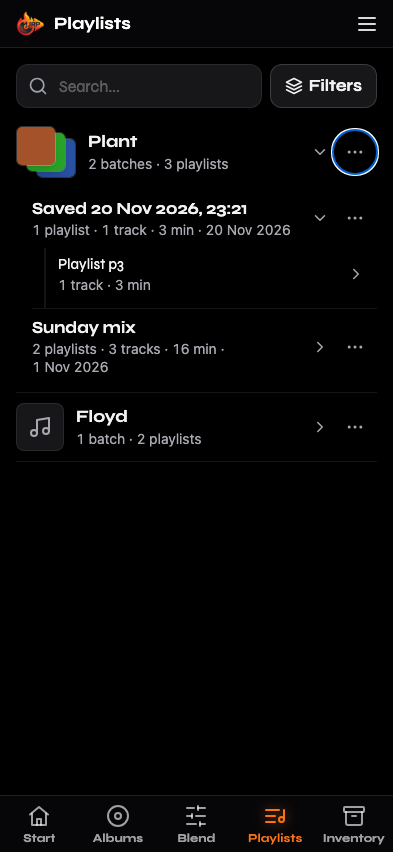 Playlists
Search...
Filters
Plant
2 batches · 3 playlists
Saved 20 Nov 2026, 23:21
1 playlist · 1 track · 3 min · 20 Nov 2026
Playlist p3
1 track · 3 min
Sunday mix
2 playlists · 3 tracks · 16 min ·
1 Nov 2026
Floyd
1 batch · 2 playlists
Start
Albums
Blend
Playlists
Inventory